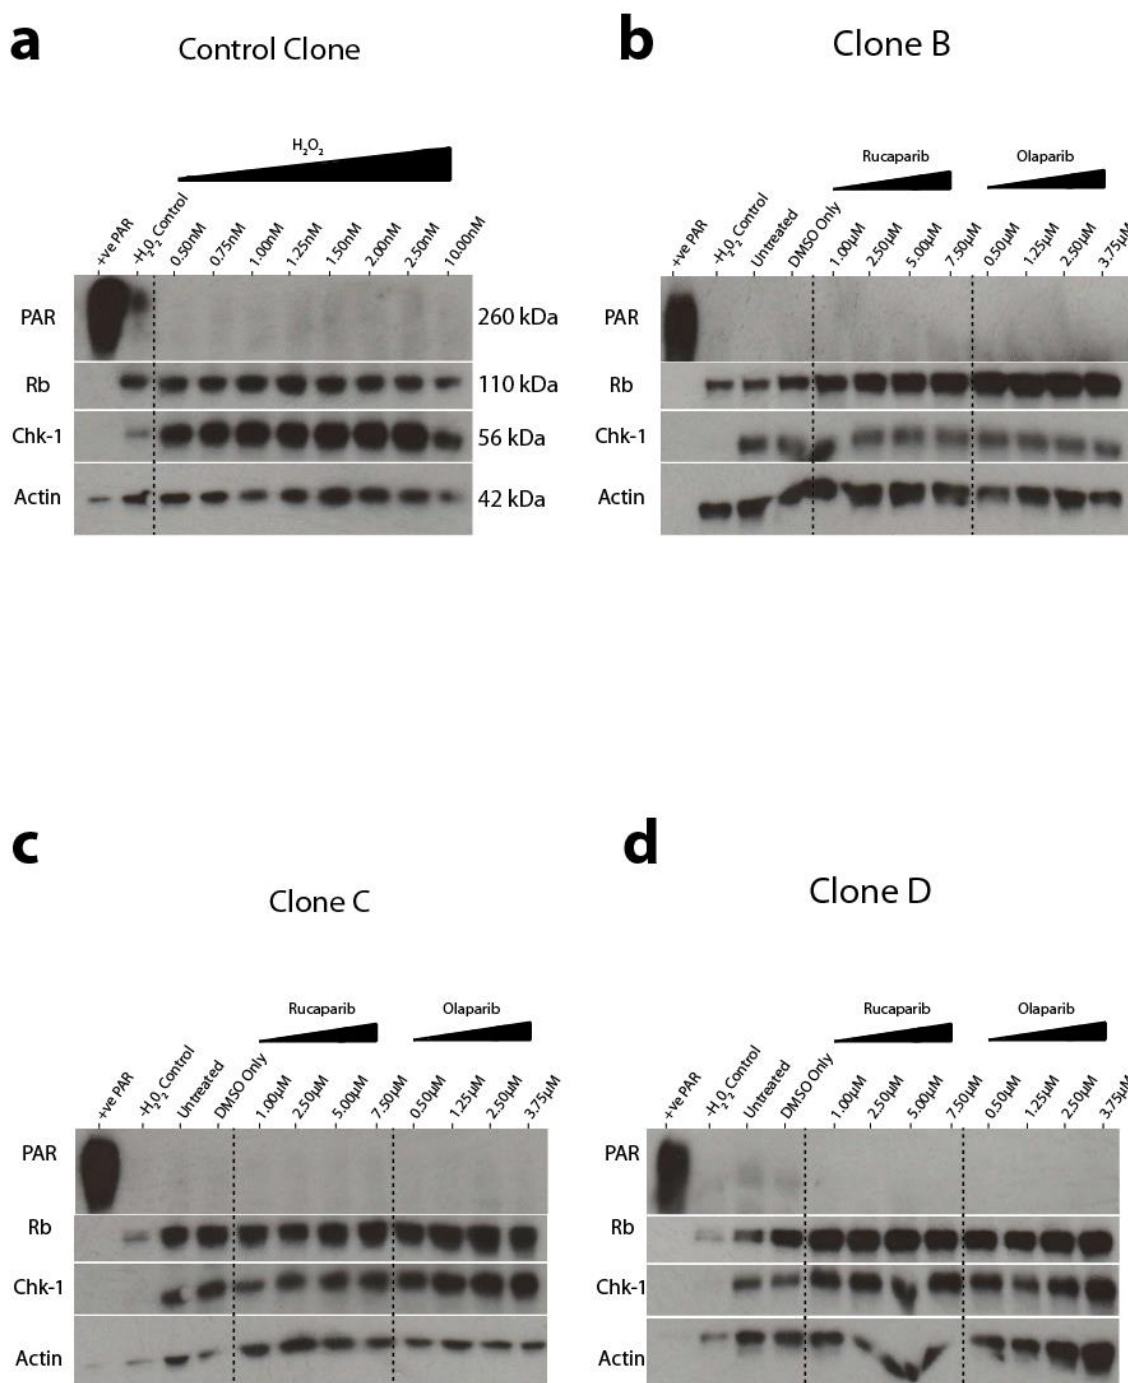 a
Control Clone
H₂O₂
+ve PAR
-H₂0₂ Control
0.50nM
0.75nM
1.00nM
1.25nM
1.50nM
2.00nM
2.50nM
10.00nM
PAR
260 kDa
Rb
110 kDa
Chk-1
56 kDa
Actin
42 kDa
b
Clone B
Rucaparib
Olaparib
+ve PAR
-H₂0₂ Control
Untreated
DMSO Only
1.00µM
2.50µM
5.00µM
7.50µM
0.50µM
1.25µM
2.50µM
3.75µM
PAR
Rb
Chk-1
Actin
c
Clone C
Rucaparib
Olaparib
+ve PAR
-H₂0₂ Control
Untreated
DMSO Only
1.00µM
2.50µM
5.00µM
7.50µM
0.50µM
1.25µM
2.50µM
3.75µM
PAR
Rb
Chk-1
Actin
d
Clone D
Rucaparib
Olaparib
+ve PAR
-H₂0₂ Control
Untreated
DMSO Only
1.00µM
2.50µM
5.00µM
7.50µM
0.50µM
1.25µM
2.50µM
3.75µM
PAR
Rb
Chk-1
Actin